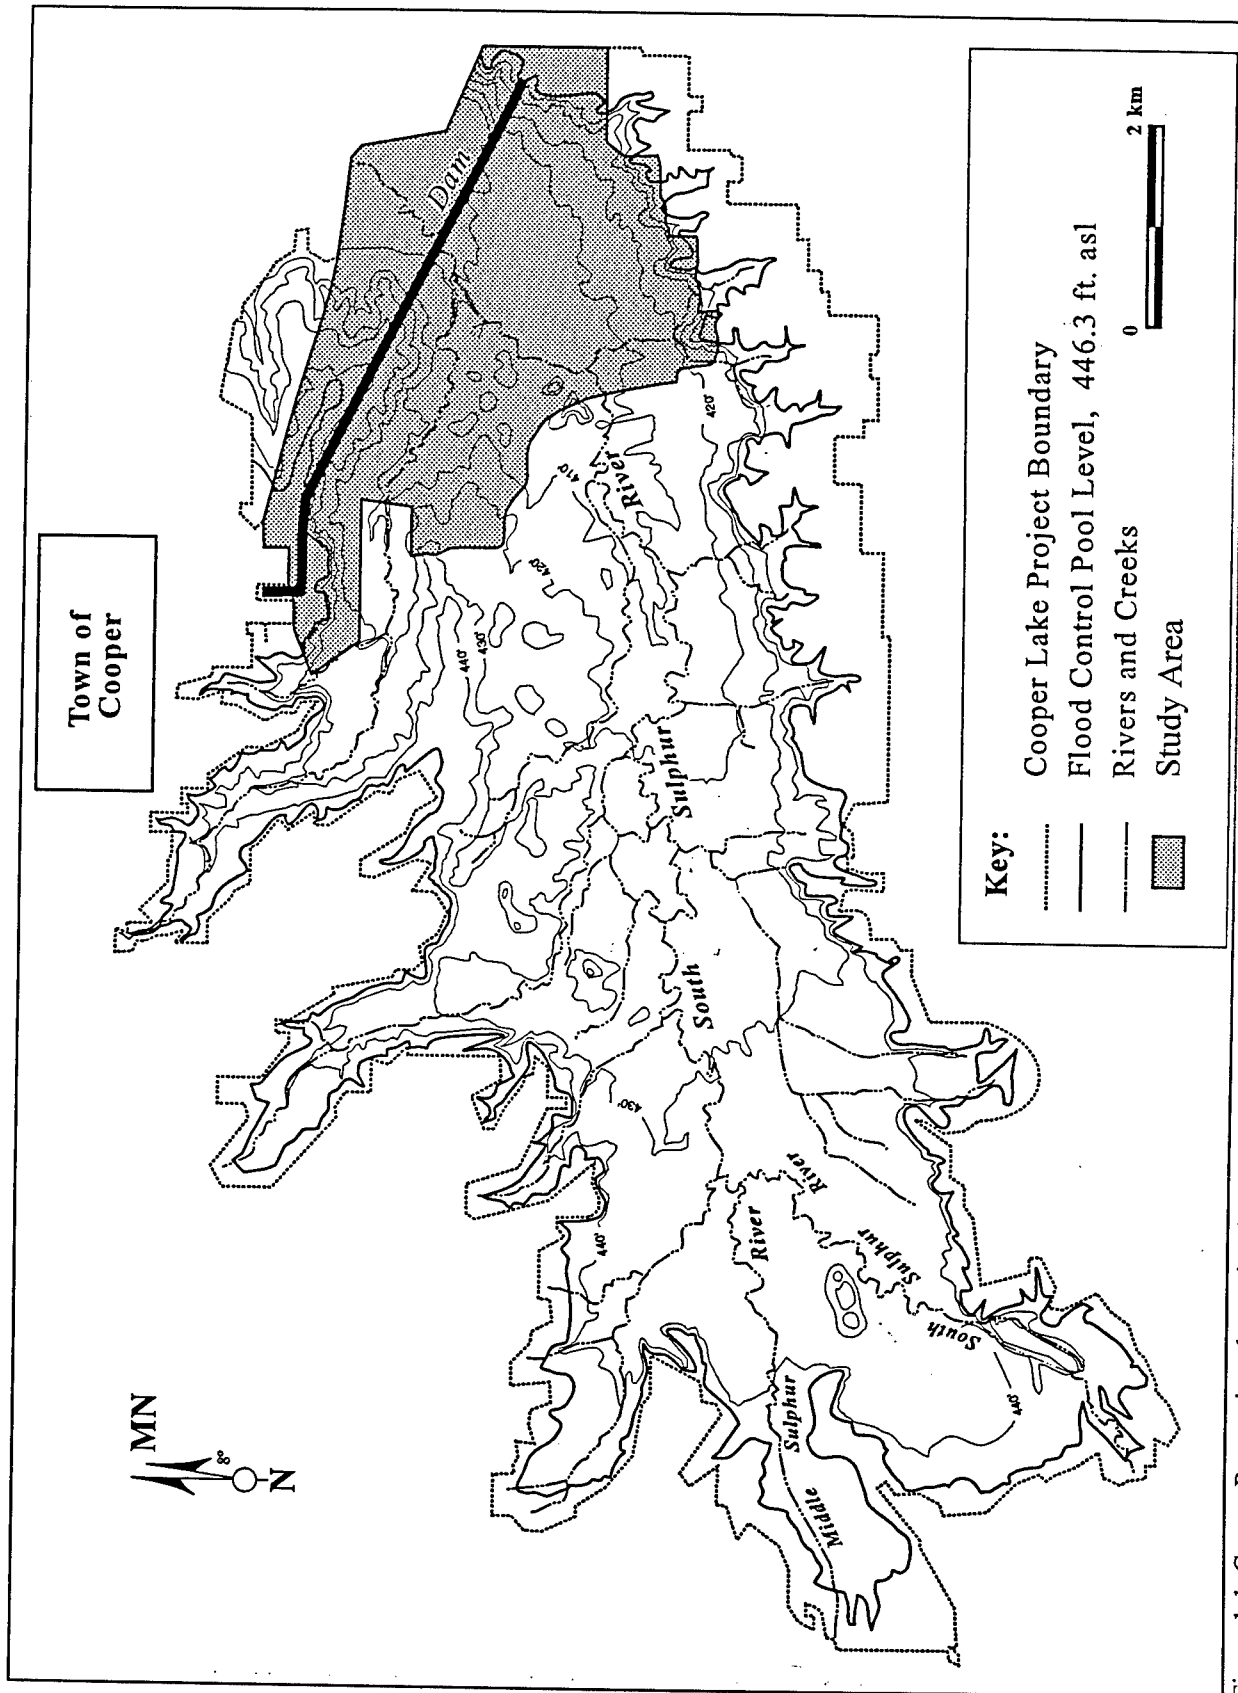 Town of
Cooper
MN
8°
N
Dam
River
Sulphur
South
River
Sulphur
South
River
Sulphur
Middle
410'
420'
420'
430'
440'
430'
440'
440'
Key:
Cooper Lake Project Boundary
Flood Control Pool Level, 446.3 ft. asl
Rivers and Creeks
Study Area
0
2 km